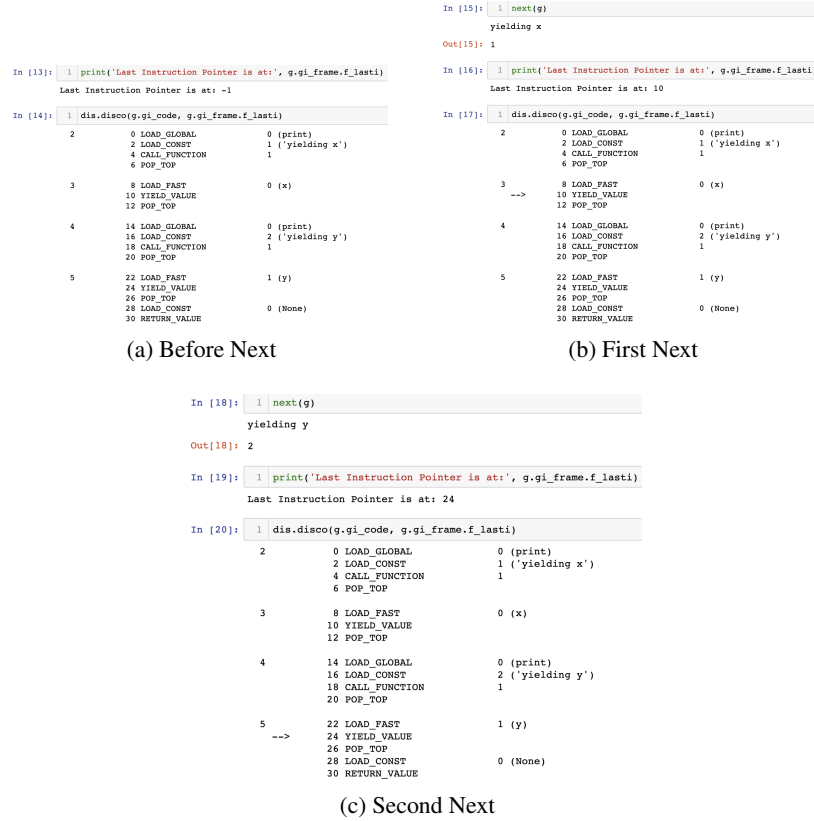 In [13]: 1 print('Last Instruction Pointer is at:', g.gi_frame.f_lasti)
Last Instruction Pointer is at: -1
In [14]: 1 dis.disco(g.gi_code, g.gi_frame.f_lasti)
2 0 LOAD_GLOBAL 0 (print)
2 LOAD_CONST 1 ('yielding x')
4 CALL_FUNCTION 1
6 POP_TOP
3 8 LOAD_FAST 0 (x)
10 YIELD_VALUE
12 POP_TOP
4 14 LOAD_GLOBAL 0 (print)
16 LOAD_CONST 2 ('yielding y')
18 CALL_FUNCTION 1
20 POP_TOP
5 22 LOAD_FAST 1 (y)
24 YIELD_VALUE
26 POP_TOP
28 LOAD_CONST 0 (None)
30 RETURN_VALUE
(a) Before Next
In [15]: 1 next(g)
yielding x
Out[15]: 1
In [16]: 1 print('Last Instruction Pointer is at:', g.gi_frame.f_lasti)
Last Instruction Pointer is at: 10
In [17]: 1 dis.disco(g.gi_code, g.gi_frame.f_lasti)
2 0 LOAD_GLOBAL 0 (print)
2 LOAD_CONST 1 ('yielding x')
4 CALL_FUNCTION 1
6 POP_TOP
3 8 LOAD_FAST 0 (x)
--> 10 YIELD_VALUE
12 POP_TOP
4 14 LOAD_GLOBAL 0 (print)
16 LOAD_CONST 2 ('yielding y')
18 CALL_FUNCTION 1
20 POP_TOP
5 22 LOAD_FAST 1 (y)
24 YIELD_VALUE
26 POP_TOP
28 LOAD_CONST 0 (None)
30 RETURN_VALUE
(b) First Next
In [18]: 1 next(g)
yielding y
Out[18]: 2
In [19]: 1 print('Last Instruction Pointer is at:', g.gi_frame.f_lasti)
Last Instruction Pointer is at: 24
In [20]: 1 dis.disco(g.gi_code, g.gi_frame.f_lasti)
2 0 LOAD_GLOBAL 0 (print)
2 LOAD_CONST 1 ('yielding x')
4 CALL_FUNCTION 1
6 POP_TOP
3 8 LOAD_FAST 0 (x)
10 YIELD_VALUE
12 POP_TOP
4 14 LOAD_GLOBAL 0 (print)
16 LOAD_CONST 2 ('yielding y')
18 CALL_FUNCTION 1
20 POP_TOP
5 22 LOAD_FAST 1 (y)
--> 24 YIELD_VALUE
26 POP_TOP
28 LOAD_CONST 0 (None)
30 RETURN_VALUE
(c) Second Next